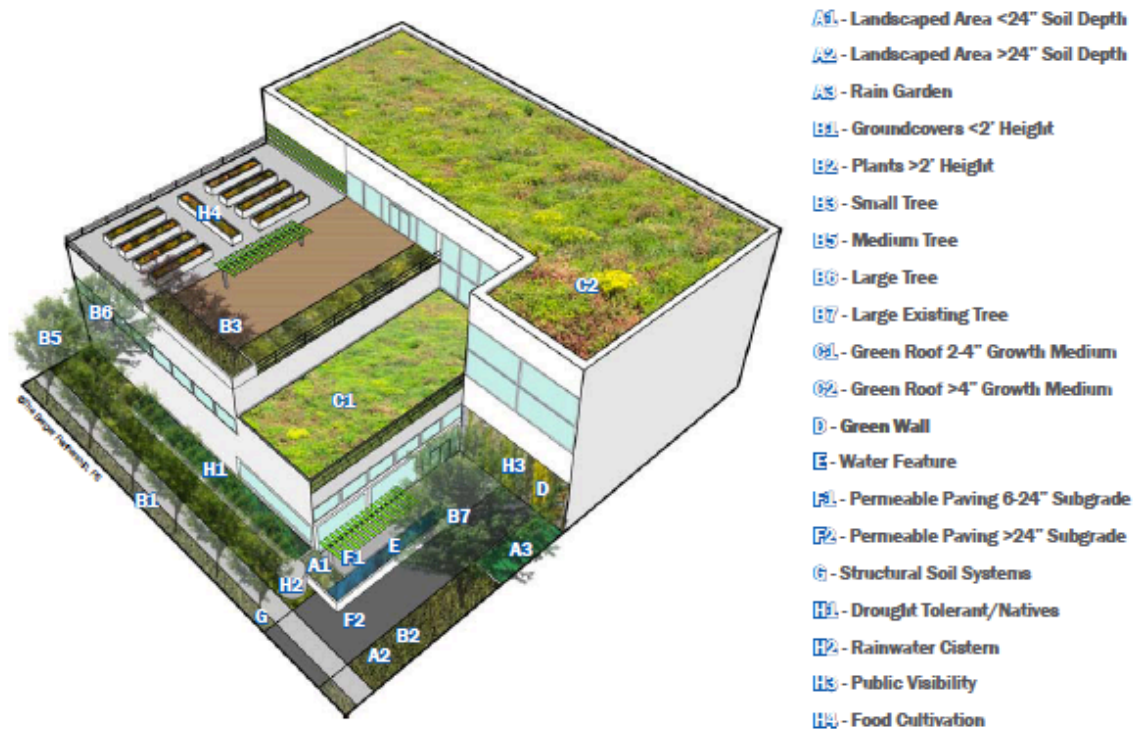 A1 - Landscaped Area <24" Soil Depth
A2 - Landscaped Area >24" Soil Depth
A3 - Rain Garden
B1 - Groundcovers <2' Height
B2 - Plants >2' Height
B3 - Small Tree
B5 - Medium Tree
B6 - Large Tree
B7 - Large Existing Tree
C1 - Green Roof 2-4" Growth Medium
C2 - Green Roof >4" Growth Medium
D - Green Wall
E - Water Feature
F1 - Permeable Paving 6-24" Subgrade
F2 - Permeable Paving >24" Subgrade
G - Structural Soil Systems
H1 - Drought Tolerant/Natives
H2 - Rainwater Cistern
H3 - Public Visibility
H4 - Food Cultivation
H4
C2
B6
B3
B5
C1
H1
H3
D
B1
B7
E
A3
F1
A1
H2
G
F2
B2
A2
©The Berger Partnership, PS